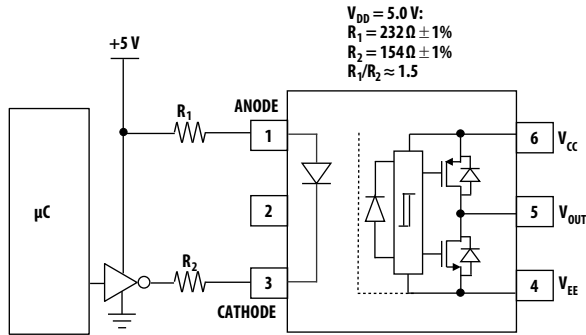 V_DD = 5.0 V:
R_1 = 232 Ω ± 1%
R_2 = 154 Ω ± 1%
R_1/R_2 ≈ 1.5
+5 V
R_1
ANODE
1
6
V_CC
µC
2
5
V_OUT
R_2
3
4
V_EE
CATHODE